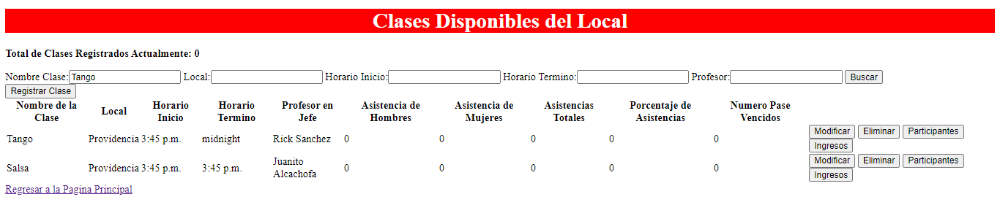 Clases Disponibles del Local
Total de Clases Registrados Actualmente: 0
Nombre Clase: Tango Local: Horario Inicio: Horario Termino: Profesor: Buscar
Registrar Clase
Nombre de la Clase Local Horario Inicio Horario Termino Profesor en Jefe Asistencia de Hombres Asistencia de Mujeres Asistencias Totales Porcentaje de Asistencias Numero Pase Vencidos
Tango Providencia 3:45 p.m. midnight Rick Sanchez 0 0 0 0 0 Modificar Eliminar Participantes Ingresos
Salsa Providencia 3:45 p.m. 3:45 p.m. Juanito Alcachofa 0 0 0 0 0 Modificar Eliminar Participantes Ingresos
Regresar a la Pagina Principal